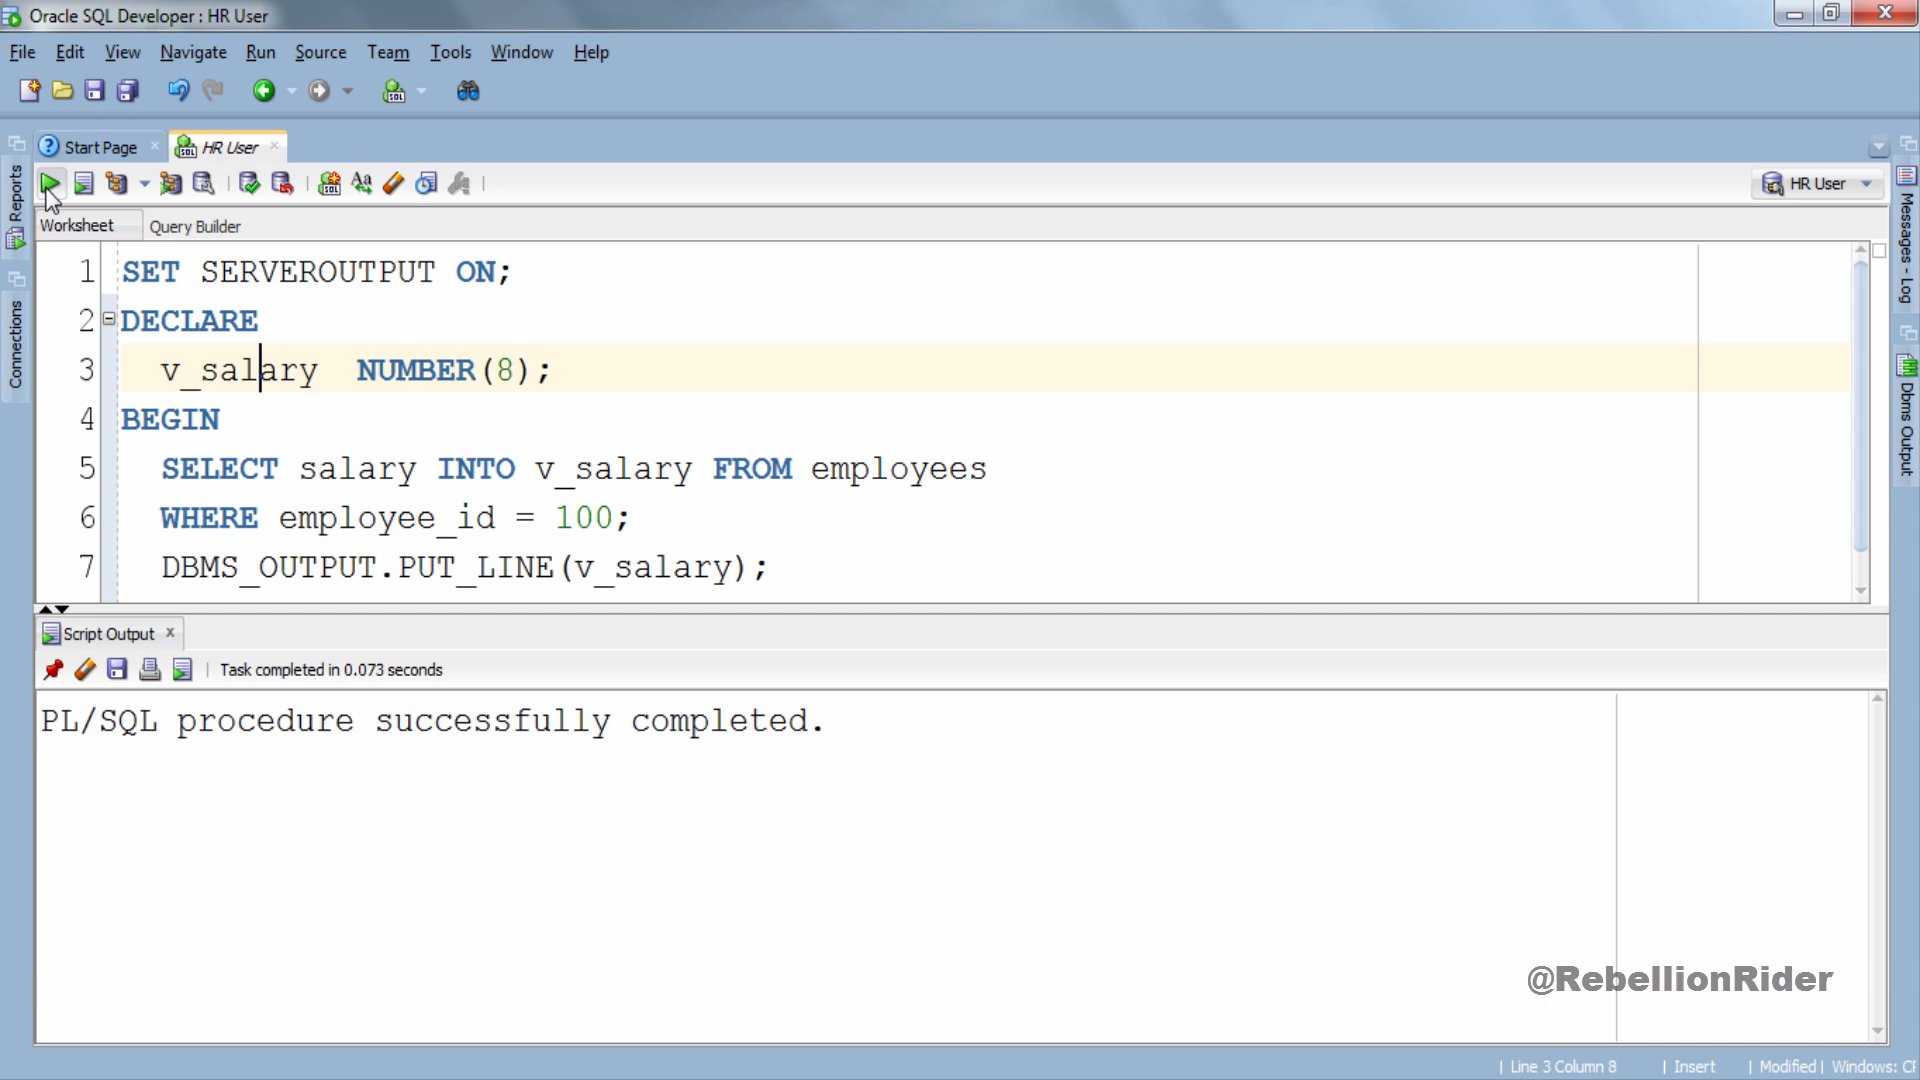 Oracle SQL Developer : HR User
File Edit View Navigate Run Source Team Tools Window Help
Start Page
HR User
HR User
Worksheet
Query Builder
Reports
Connections
Messages - Log
Dbms Output
1 SET SERVEROUTPUT ON;
2 DECLARE
3 v_salary NUMBER(8);
4 BEGIN
5 SELECT salary INTO v_salary FROM employees
6 WHERE employee_id = 100;
7 DBMS_OUTPUT.PUT_LINE(v_salary);
Script Output
Task completed in 0.073 seconds
PL/SQL procedure successfully completed.
@RebellionRider
Line 3 Column 8 | Insert | Modified | Windows: C